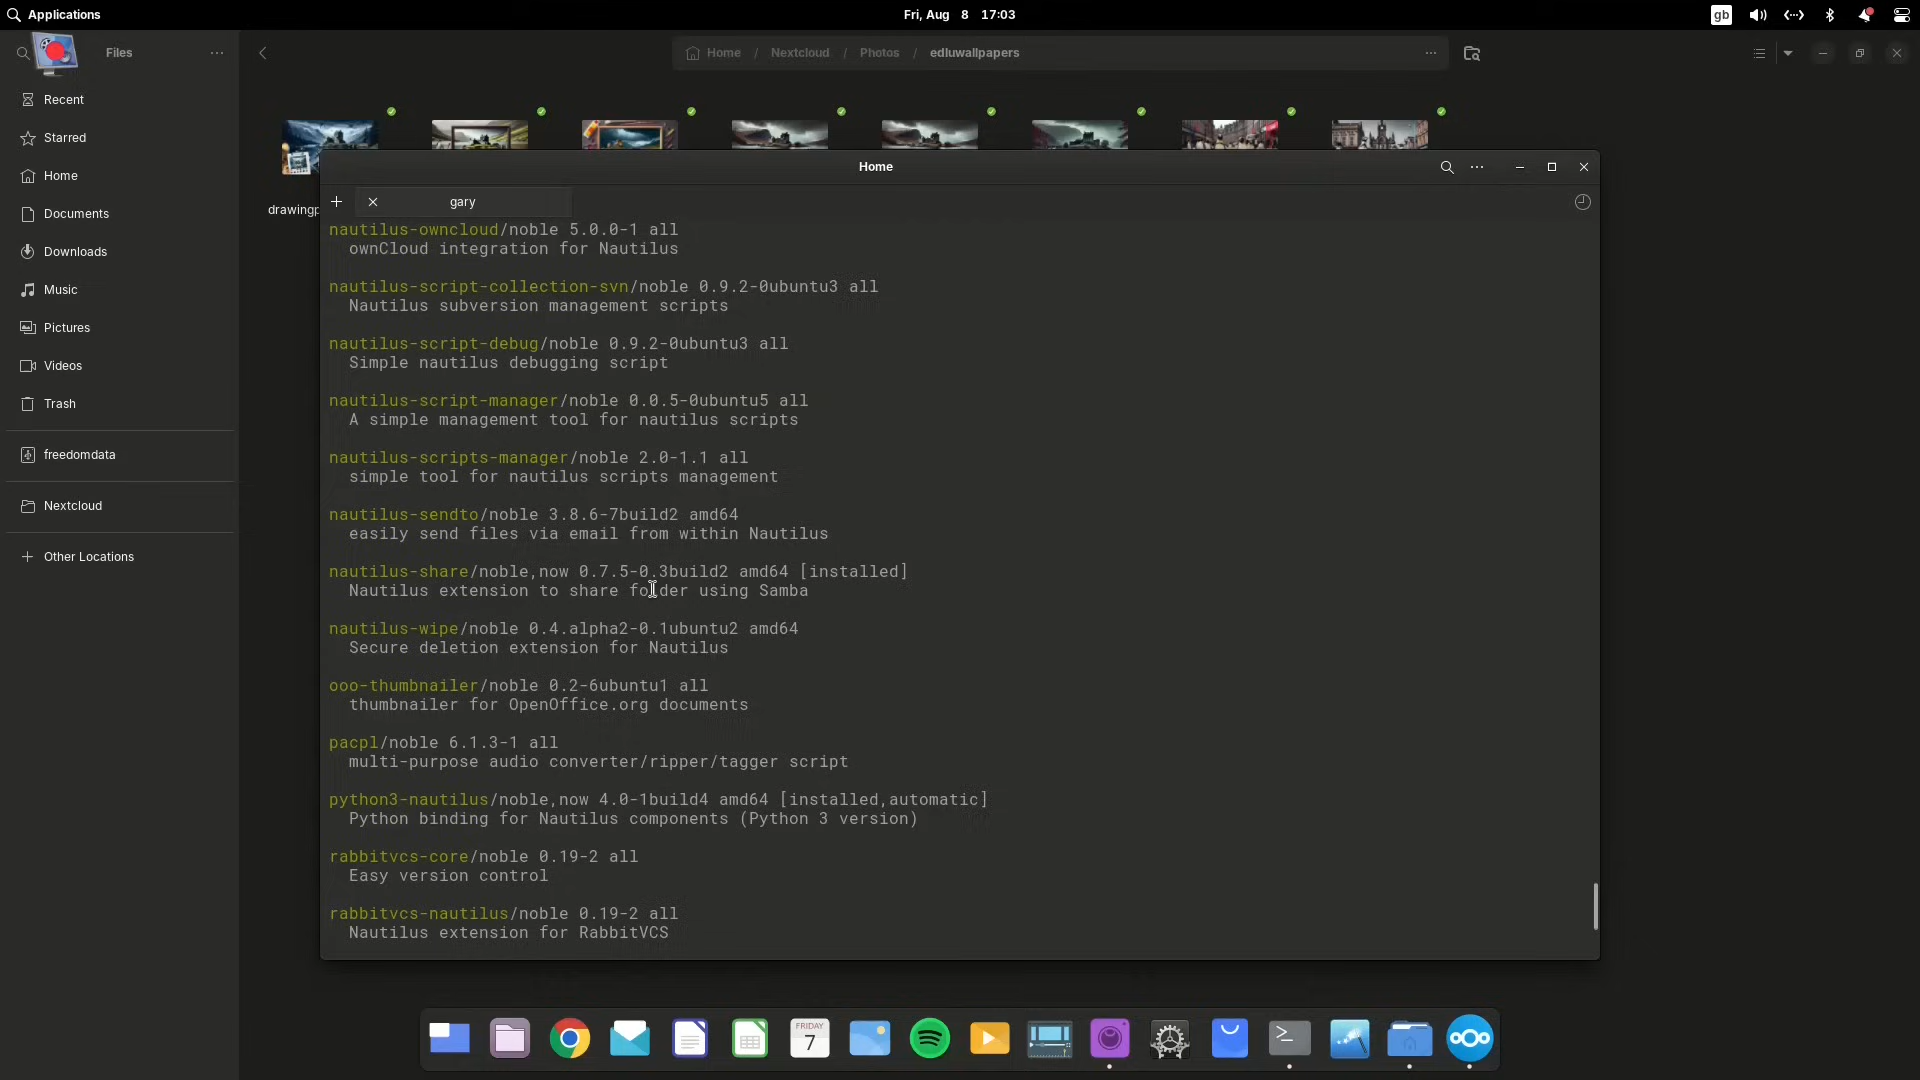 Applications
Fri, Aug 8 17:03
gb
Files
Home / Nextcloud / Photos / edluwallpapers
Recent
Starred
Home
Documents
Downloads
Music
Pictures
Videos
Trash
freedomdata
Nextcloud
Other Locations
drawingp
Home
gary
nautilus-owncloud/noble 5.0.0-1 all
ownCloud integration for Nautilus
nautilus-script-collection-svn/noble 0.9.2-0ubuntu3 all
Nautilus subversion management scripts
nautilus-script-debug/noble 0.9.2-0ubuntu3 all
Simple nautilus debugging script
nautilus-script-manager/noble 0.0.5-0ubuntu5 all
A simple management tool for nautilus scripts
nautilus-scripts-manager/noble 2.0-1.1 all
simple tool for nautilus scripts management
nautilus-sendto/noble 3.8.6-7build2 amd64
easily send files via email from within Nautilus
nautilus-share/noble,now 0.7.5-0.3build2 amd64 [installed]
Nautilus extension to share folder using Samba
nautilus-wipe/noble 0.4.alpha2-0.1ubuntu2 amd64
Secure deletion extension for Nautilus
ooo-thumbnailer/noble 0.2-6ubuntu1 all
thumbnailer for OpenOffice.org documents
pacpl/noble 6.1.3-1 all
multi-purpose audio converter/ripper/tagger script
python3-nautilus/noble,now 4.0-1build4 amd64 [installed,automatic]
Python binding for Nautilus components (Python 3 version)
rabbitvcs-core/noble 0.19-2 all
Easy version control
rabbitvcs-nautilus/noble 0.19-2 all
Nautilus extension for RabbitVCS
FRIDAY
7